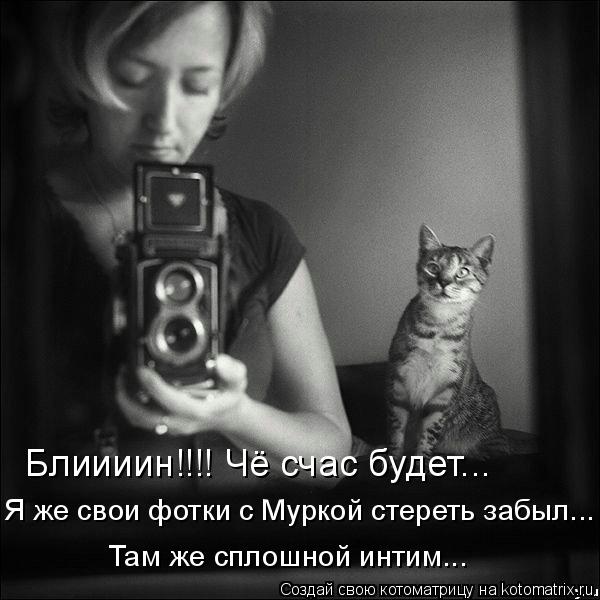 Блиииин!!!! Чё счас будет...
Я же свои фотки с Муркой стереть забыл...
Там же сплошной интим...
Создай свою котоматрицу на kotomatrix.ru